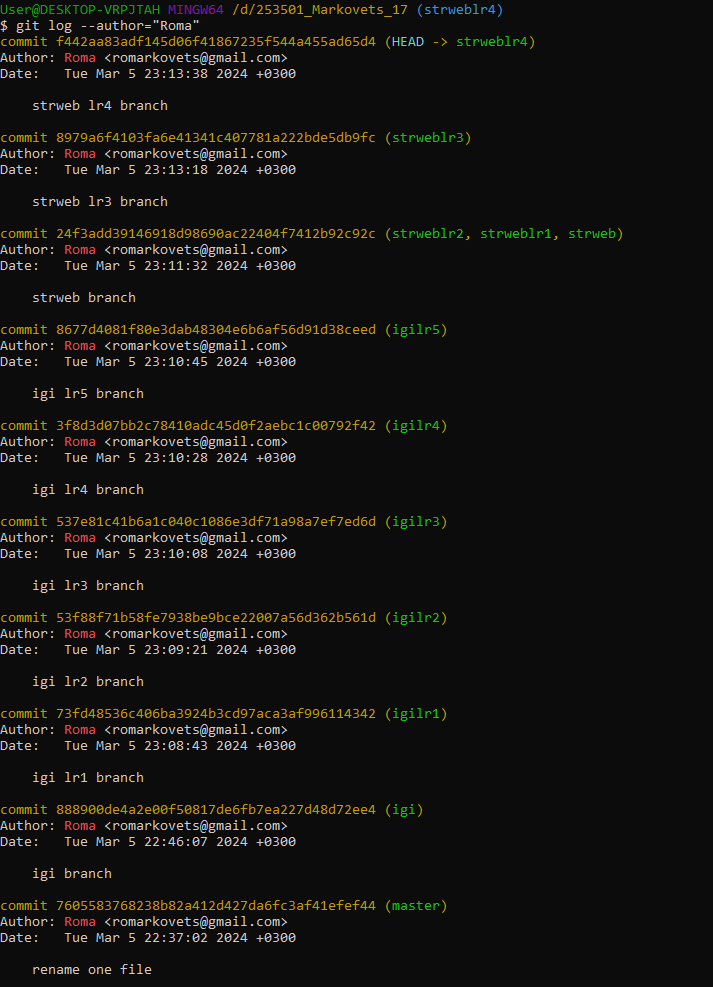 User@DESKTOP-VRPJTAH MINGW64 /d/253501_Markovets_17 (strweblr4)
$ git log --author="Roma"
commit f442aa83adf145d06f41867235f544a455ad65d4 (HEAD -> strweblr4)
Author: Roma <romarkovets@gmail.com>
Date:   Tue Mar 5 23:13:38 2024 +0300
    strweb lr4 branch
commit 8979a6f4103fa6e41341c407781a222bde5db9fc (strweblr3)
Author: Roma <romarkovets@gmail.com>
Date:   Tue Mar 5 23:13:18 2024 +0300
    strweb lr3 branch
commit 24f3add39146918d98690ac22404f7412b92c92c (strweblr2, strweblr1, strweb)
Author: Roma <romarkovets@gmail.com>
Date:   Tue Mar 5 23:11:32 2024 +0300
    strweb branch
commit 8677d4081f80e3dab48304e6b6af56d91d38ceed (igilr5)
Author: Roma <romarkovets@gmail.com>
Date:   Tue Mar 5 23:10:45 2024 +0300
    igi lr5 branch
commit 3f8d3d07bb2c78410adc45d0f2aebc1c00792f42 (igilr4)
Author: Roma <romarkovets@gmail.com>
Date:   Tue Mar 5 23:10:28 2024 +0300
    igi lr4 branch
commit 537e81c41b6a1c040c1086e3df71a98a7ef7ed6d (igilr3)
Author: Roma <romarkovets@gmail.com>
Date:   Tue Mar 5 23:10:08 2024 +0300
    igi lr3 branch
commit 53f88f71b58fe7938be9bce22007a56d362b561d (igilr2)
Author: Roma <romarkovets@gmail.com>
Date:   Tue Mar 5 23:09:21 2024 +0300
    igi lr2 branch
commit 73fd48536c406ba3924b3cd97aca3af996114342 (igilr1)
Author: Roma <romarkovets@gmail.com>
Date:   Tue Mar 5 23:08:43 2024 +0300
    igi lr1 branch
commit 888900de4a2e00f50817de6fb7ea227d48d72ee4 (igi)
Author: Roma <romarkovets@gmail.com>
Date:   Tue Mar 5 22:46:07 2024 +0300
    igi branch
commit 7605583768238b82a412d427da6fc3af41efef44 (master)
Author: Roma <romarkovets@gmail.com>
Date:   Tue Mar 5 22:37:02 2024 +0300
    rename one file